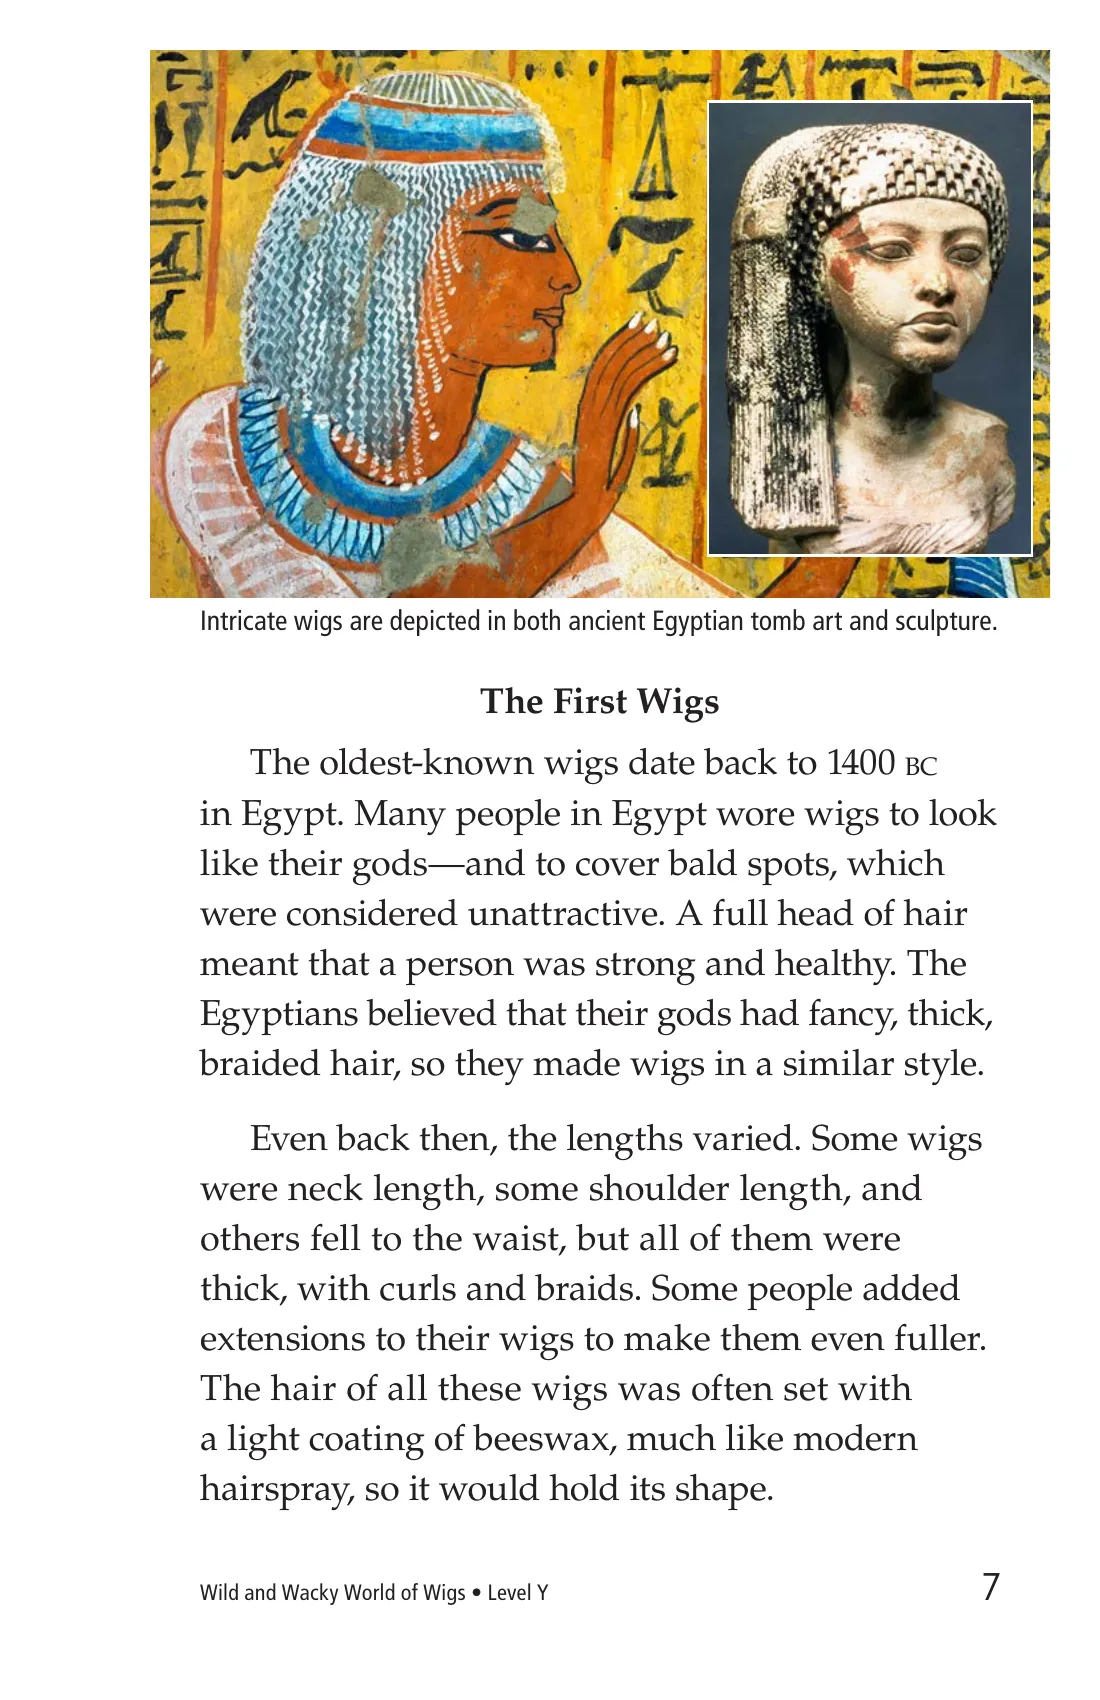 Intricate wigs are depicted in both ancient Egyptian tomb art and sculpture.
The First Wigs
The oldest-known wigs date back to 1400 BC
in Egypt. Many people in Egypt wore wigs to look
like their gods—and to cover bald spots, which
were considered unattractive. A full head of hair
meant that a person was strong and healthy. The
Egyptians believed that their gods had fancy, thick,
braided hair, so they made wigs in a similar style.
Even back then, the lengths varied. Some wigs
were neck length, some shoulder length, and
others fell to the waist, but all of them were
thick, with curls and braids. Some people added
extensions to their wigs to make them even fuller.
The hair of all these wigs was often set with
a light coating of beeswax, much like modern
hairspray, so it would hold its shape.
Wild and Wacky World of Wigs • Level Y
7